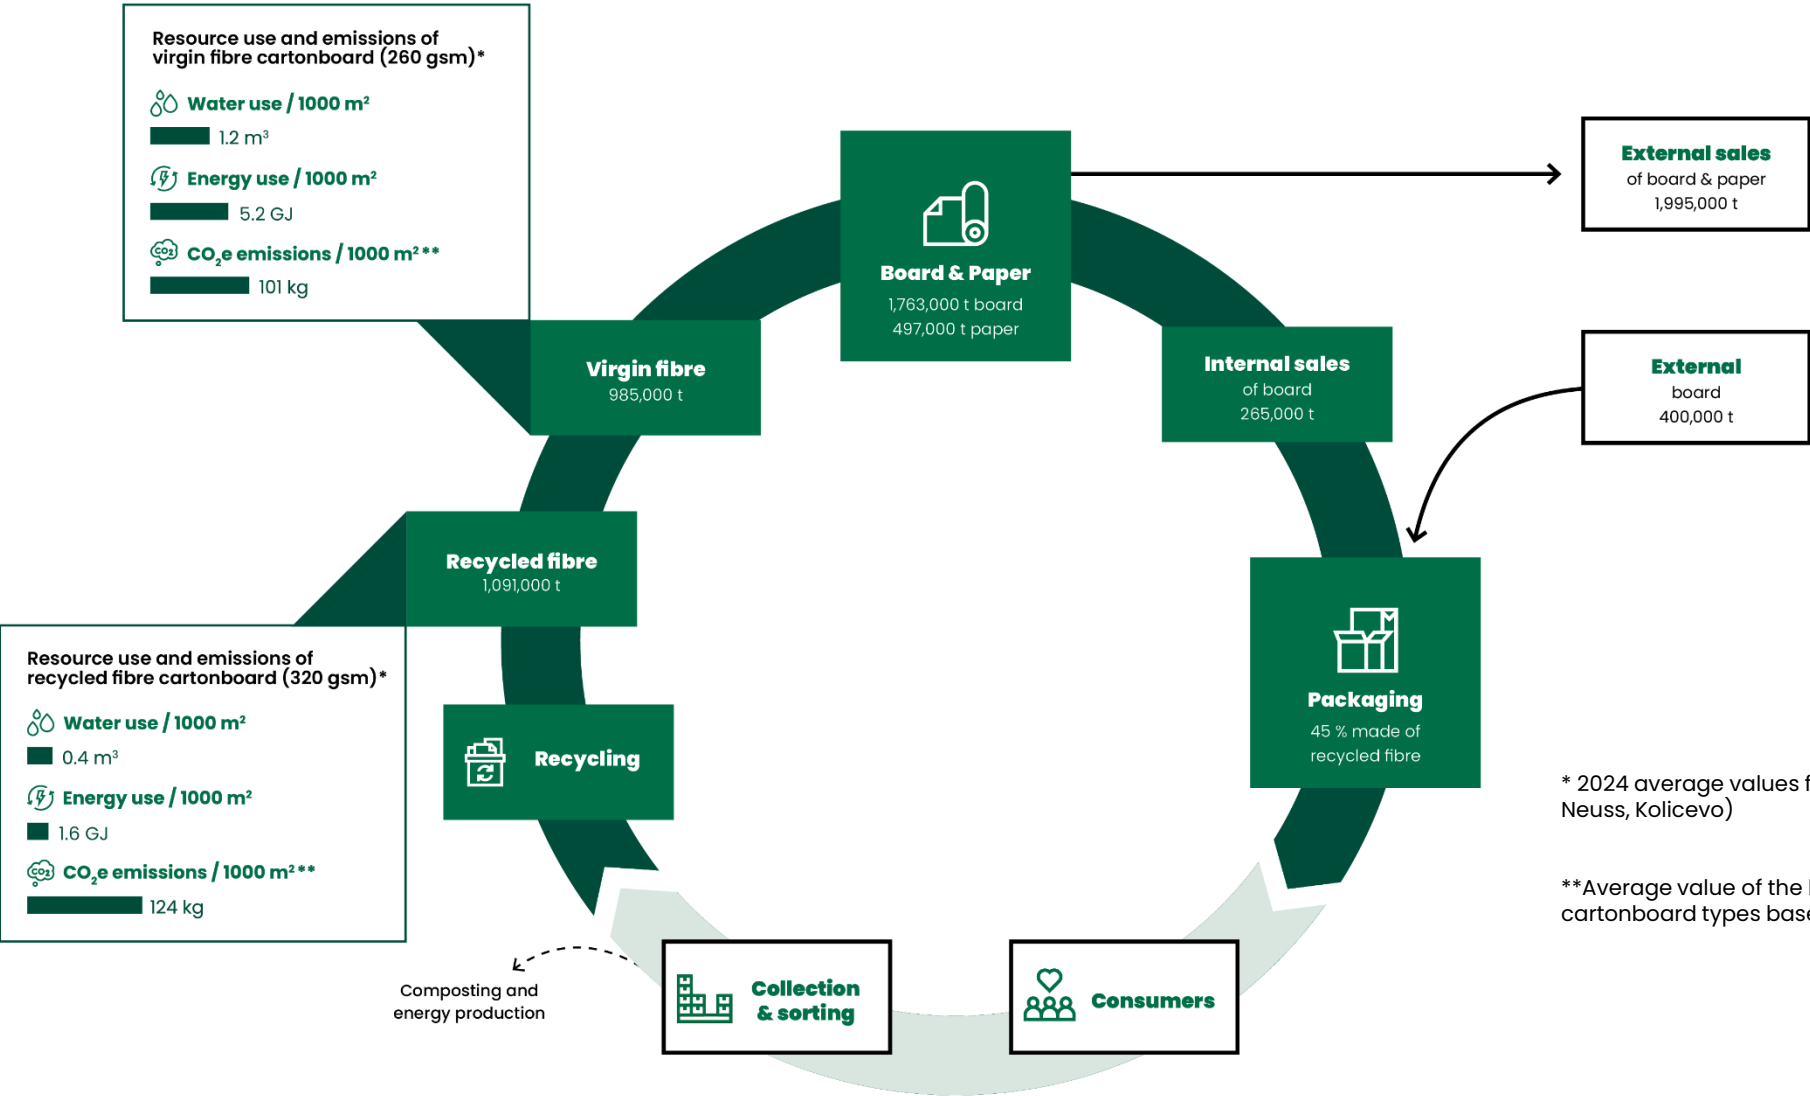 Resource use and emissions of
virgin fibre cartonboard (260 gsm)*
Water use / 1000 m²
1.2 m³
Energy use / 1000 m²
5.2 GJ
CO₂e emissions / 1000 m² **
101 kg
Board & Paper
1,763,000 t board
497,000 t paper
External sales
of board & paper
1,995,000 t
Virgin fibre
985,000 t
Internal sales
of board
265,000 t
External
board
400,000 t
Recycled fibre
1,091,000 t
Resource use and emissions of
recycled fibre cartonboard (320 gsm)*
Water use / 1000 m²
0.4 m³
Energy use / 1000 m²
1.6 GJ
CO₂e emissions / 1000 m² **
124 kg
CO2
CO2
Recycling
Packaging
45 % made of
recycled fibre
Composting and
energy production
Collection
& sorting
Consumers
* 2024 average values
Neuss, Kolicevo)
**Average value of the
cartonboard types